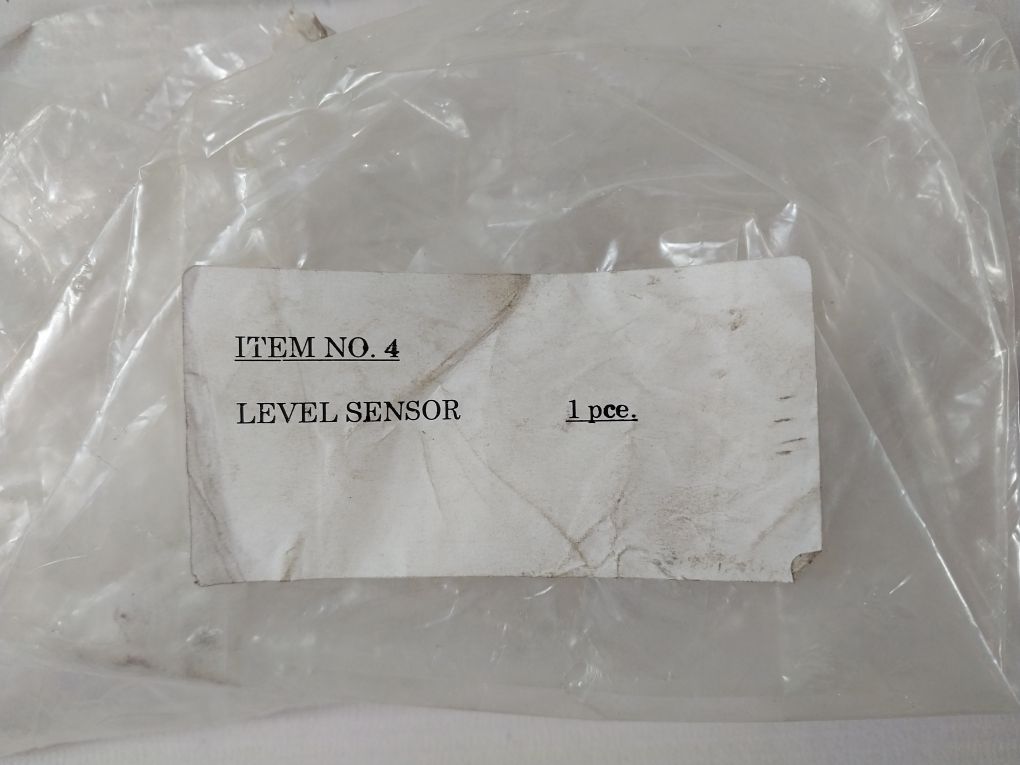 ITEM NO. 4
LEVEL SENSOR 1 pce.